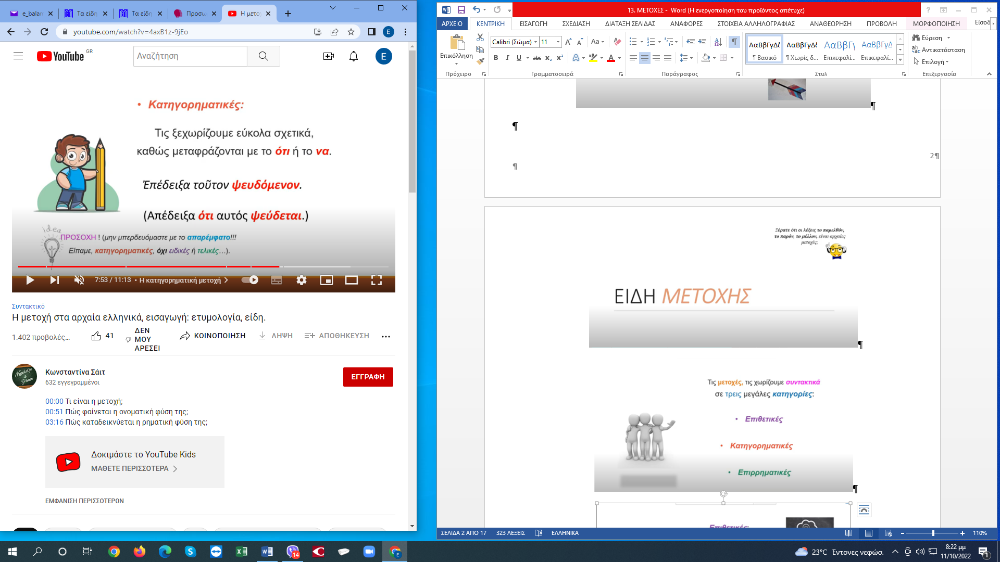 e_balan
Τα είδη
Τα είδη
Προσω
Η μετοχ
youtube.com/watch?v=4axB1z-9jEo
E
YouTube GR
Αναζήτηση
E
• Κατηγορηματικές:
Τις ξεχωρίζουμε εύκολα σχετικά,
καθώς μεταφράζονται με το ότι ή το να.
Ἐπέδειξα τοῦτον ψευδόμενον.
(Απέδειξα ότι αυτός ψεύδεται.)
idea
ΠΡΟΣΟΧΗ ! (μην μπερδευόμαστε με το απαρέμφατο!!!
Είπαμε, κατηγορηματικές, όχι ειδικές ή τελικές…).
7:53 / 11:13 • Η κατηγορηματική μετοχή
Συντακτικό
Η μετοχή στα αρχαία ελληνικά, εισαγωγή: ετυμολογία, είδη.
1.402 προβολές...
41
ΔΕΝ ΜΟΥ ΑΡΕΣΕΙ
ΚΟΙΝΟΠΟΙΗΣΗ
ΛΗΨΗ
ΑΠΟΘΗΚΕΥΣΗ
Knowledge is Power
Κωνσταντίνα Σάιτ
632 εγγεγραμμένοι
ΕΓΓΡΑΦΗ
00:00 Τι είναι η μετοχή;
00:51 Πώς φαίνεται η ονοματική φύση της;
03:16 Πώς καταδεικνύεται η ρηματική φύση της;
Δοκιμάστε το YouTube Kids
ΜΑΘΕΤΕ ΠΕΡΙΣΣΟΤΕΡΑ
ΕΜΦΑΝΙΣΗ ΠΕΡΙΣΣΟΤΕΡΩΝ
13. ΜΕΤΟΧΕΣ - Word (Η ενεργοποίηση του προϊόντος απέτυχε)
ΑΡΧΕΙΟ ΚΕΝΤΡΙΚΗ ΕΙΣΑΓΩΓΗ ΣΧΕΔΙΑΣΗ ΔΙΑΤΑΞΗ ΣΕΛΙΔΑΣ ΑΝΑΦΟΡΕΣ ΣΤΟΙΧΕΙΑ ΑΛΛΗΛΟΓΡΑΦΙΑΣ ΑΝΑΘΕΩΡΗΣΗ ΠΡΟΒΟΛΗ ΜΟΡΦΟΠΟΙΗΣΗ Είσοδ
Επικόλληση
Calibri (Σώμα) 11
ΑαΒβΓγΔδ ΑαΒβΓγΔδ ΑαΒβΓγ ΑαΒβΓγΔ
¶ Βασικό ¶ Χωρίς δ... Επικεφαλί... Επικεφαλί...
Εύρεση
Αντικατάσταση
Επιλογή
Πρόχειρο Γραμματοσειρά Παράγραφος Στυλ Επεξεργασία
2¶
Ξέρατε ότι οι λέξεις το παρελθόν,
το παρόν, το μέλλον, είναι αρχαίες
μετοχές;
ΕΙΔΗ ΜΕΤΟΧΗΣ
Τις μετοχές, τις χωρίζουμε συντακτικά
σε τρεις μεγάλες κατηγορίες:
• Επιθετικές
• Κατηγορηματικές
• Επιρρηματικές
Επιθετικές:
ΣΕΛΙΔΑ 2 ΑΠΟ 17 323 ΛΕΞΕΙΣ ΕΛΛΗΝΙΚΑ 110%
14
23°C Έντονες νεφώσ.
8:22 μμ
11/10/2022
1